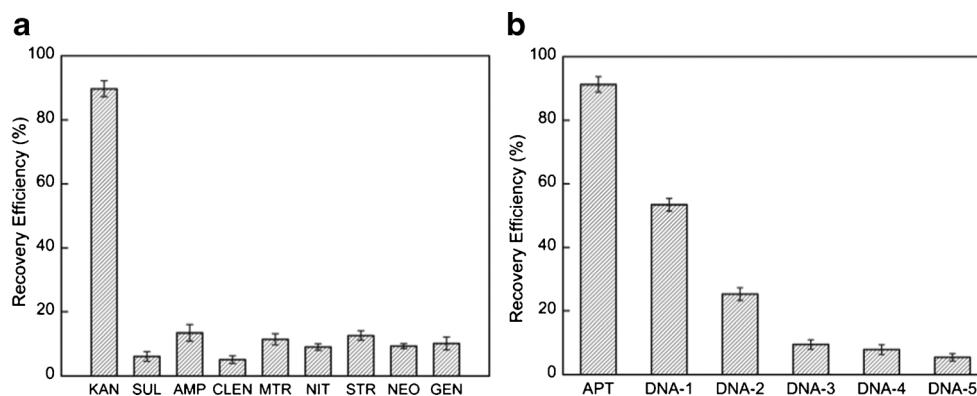 a
100
80
60
40
20
0
Recovery Efficiency (%)
KAN SUL AMP CLEN MTR NIT STR NEO GEN
b
100
80
60
40
20
0
Recovery Efficiency (%)
APT DNA-1 DNA-2 DNA-3 DNA-4 DNA-5